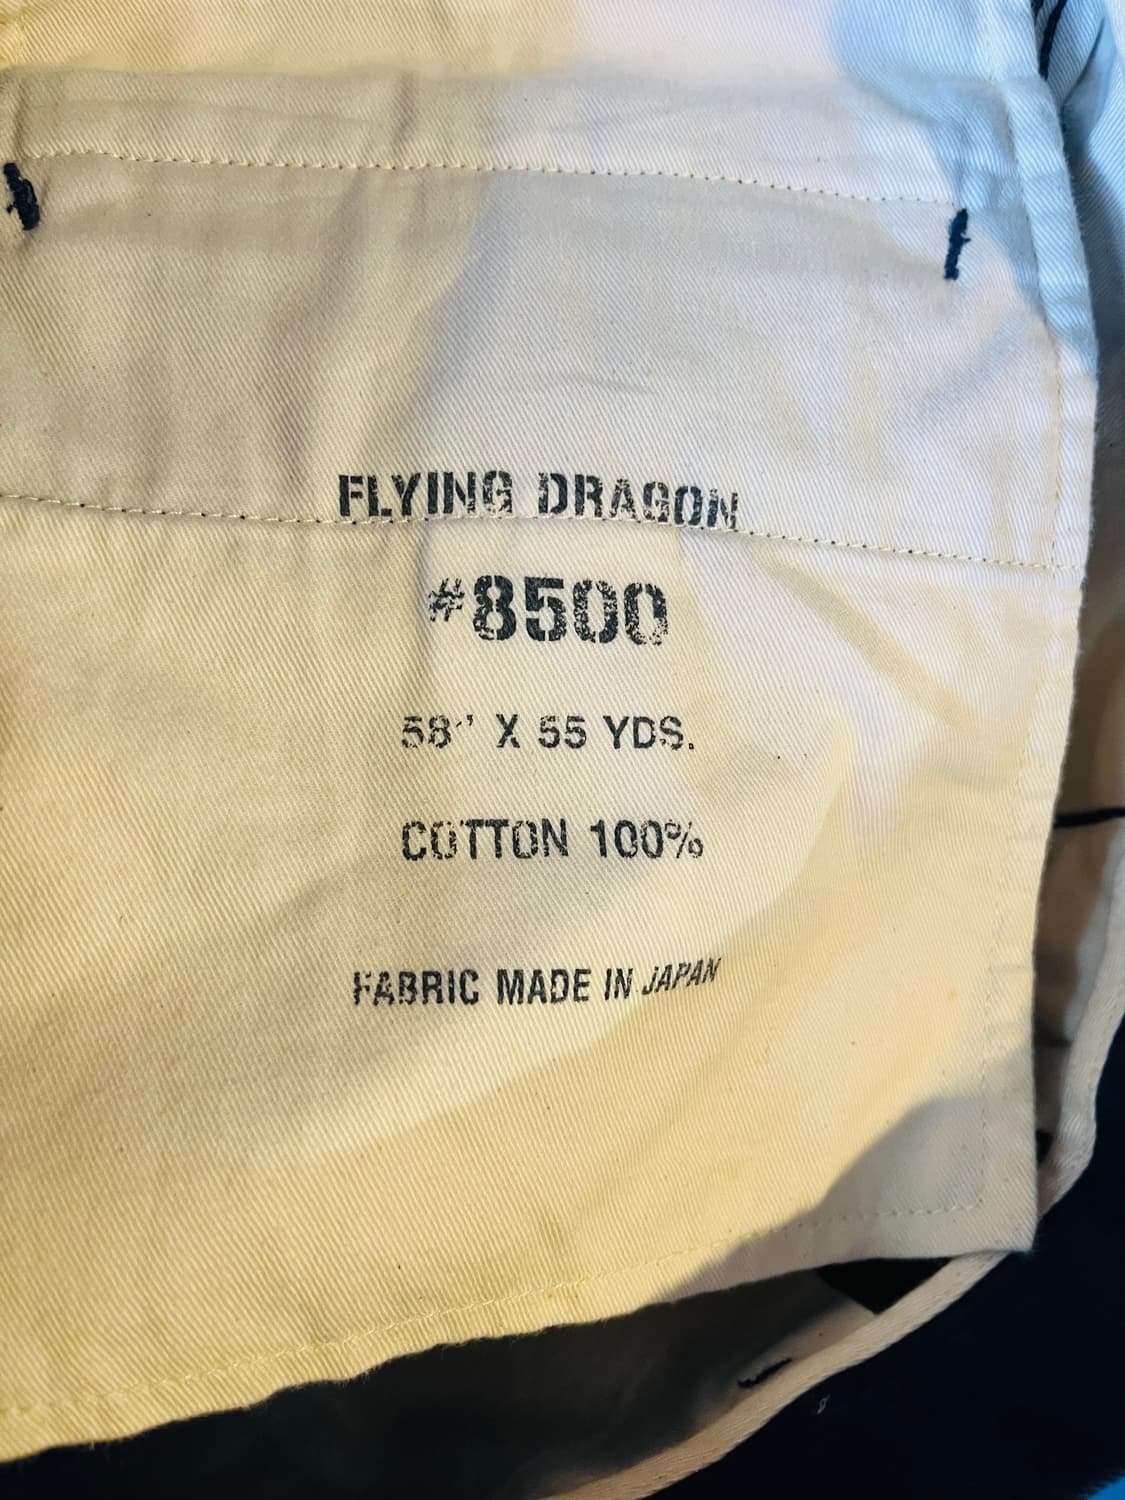 FLYING DRAGON
#8500
58" X 55 YDS.
COTTON 100%
FABRIC MADE IN JAPAN